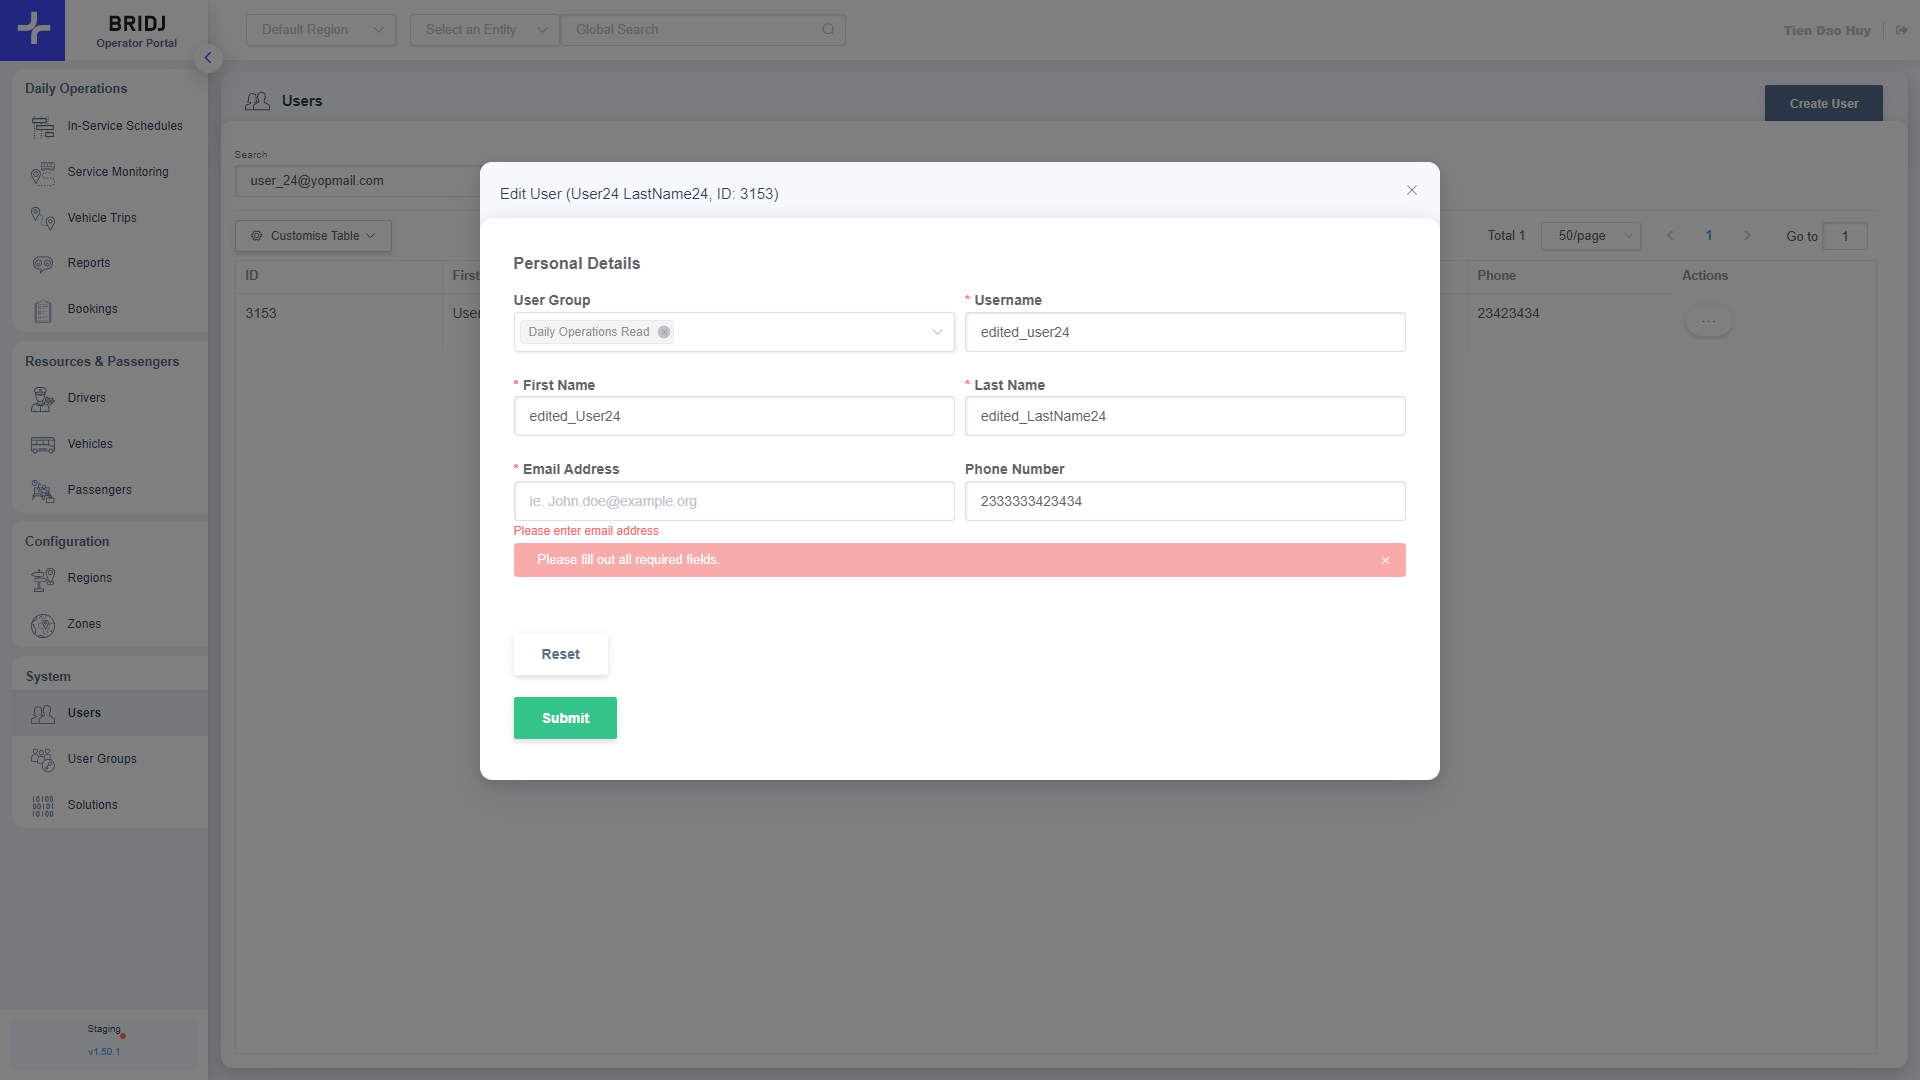 BRIDJ
Operator Portal
Default Region
Select an Entity
Global Search
Tien Dao Huy
Daily Operations
In-Service Schedules
Service Monitoring
Vehicle Trips
Reports
Bookings
Resources & Passengers
Drivers
Vehicles
Passengers
Configuration
Regions
Zones
System
Users
User Groups
Solutions
Staging
v1.50.1
Users
Create User
Search
user_24@yopmail.com
Customise Table
Total 1
50/page
1
Go to
1
ID
First
Phone
Actions
3153
User
23423434
...
Edit User (User24 LastName24, ID: 3153)
Personal Details
User Group
* Username
Daily Operations Read
edited_user24
* First Name
* Last Name
edited_User24
edited_LastName24
* Email Address
Phone Number
ie. John.doe@example.org
2333333423434
Please enter email address
Please fill out all required fields.
Reset
Submit